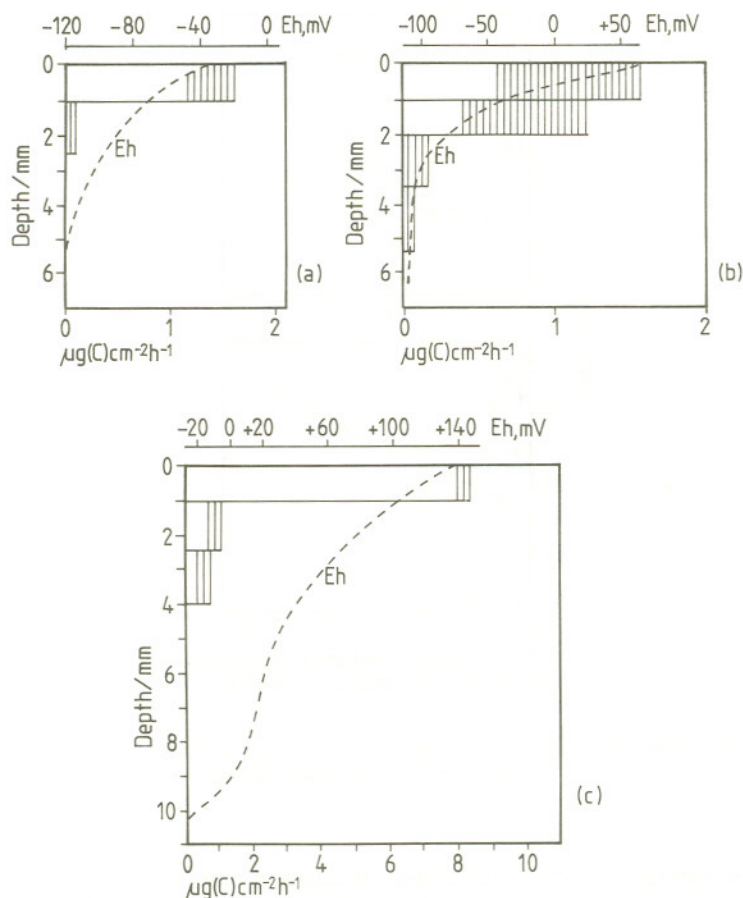 −120 −80 −40 0 Eh,mV
0
2
4
6
Depth/mm
Eh
(a)
0 1 2
µg(C)cm⁻²h⁻¹
−100 −50 0 +50 Eh,mV
0
2
4
6
Depth/mm
Eh
(b)
0 1 2
µg(C)cm⁻²h⁻¹
−20 0 +20 +60 +100 +140 Eh,mV
0
2
4
6
8
10
Depth/mm
Eh
(c)
0 2 4 6 8 10
µg(C)cm⁻²h⁻¹